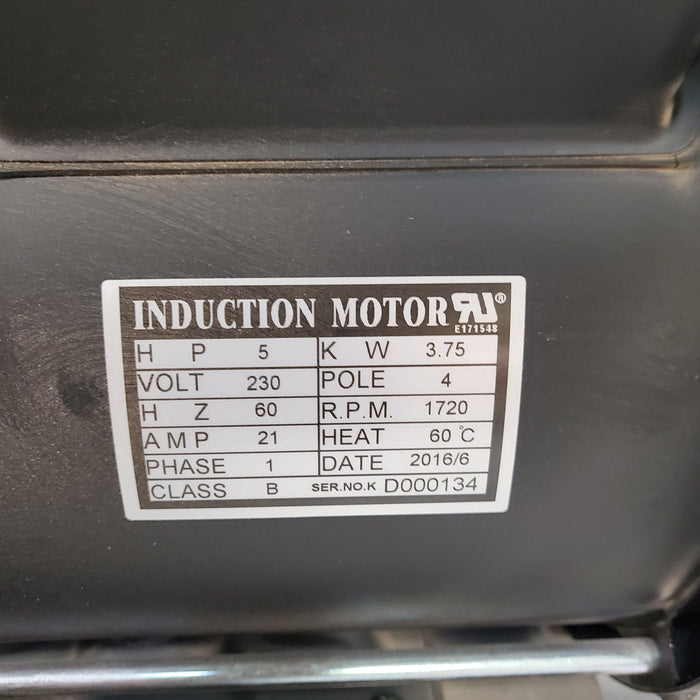 INDUCTION MOTOR RU®
E171548
H P 5 K W 3.75
VOLT 230 POLE 4
H Z 60 R.P.M. 1720
AMP 21 HEAT 60℃
PHASE 1 DATE 2016/6
CLASS B SER.NO.K D000134